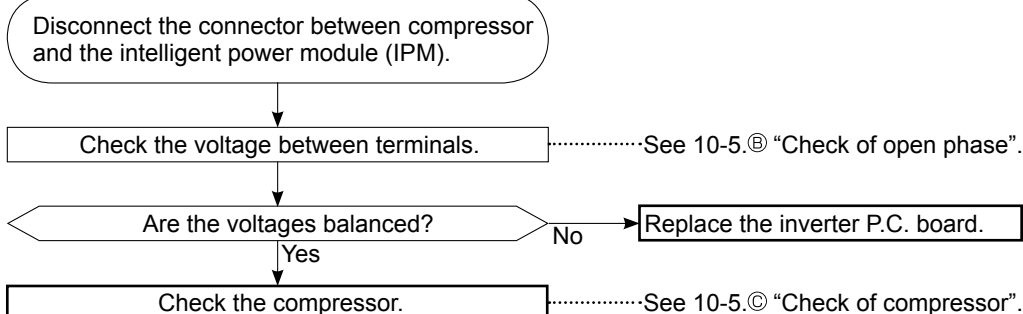 Disconnect the connector between compressor
and the intelligent power module (IPM).
Check the voltage between terminals.
See 10-5.Ⓑ “Check of open phase”.
Are the voltages balanced?
No
Replace the inverter P.C. board.
Yes
Check the compressor.
See 10-5.Ⓒ “Check of compressor”.